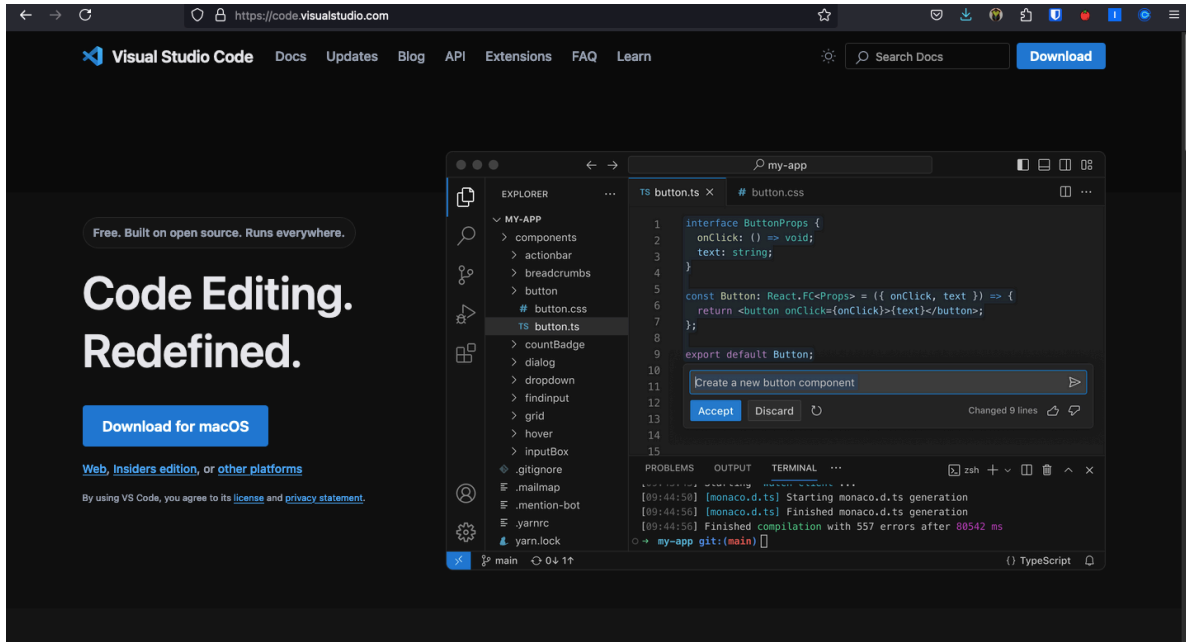 https://code.visualstudio.com
Visual Studio Code Docs Updates Blog API Extensions FAQ Learn Search Docs Download
Free. Built on open source. Runs everywhere.
Code Editing.
Redefined.
Download for macOS
Web, Insiders edition, or other platforms
By using VS Code, you agree to its license and privacy statement.
my-app
EXPLORER
MY-APP
components
actionbar
breadcrumbs
button
# button.css
TS button.ts
countBadge
dialog
dropdown
findinput
grid
hover
inputBox
.gitignore
.mailmap
.mention-bot
.yarnrc
yarn.lock
TS button.ts # button.css
1 interface ButtonProps {
2 onClick: () => void;
3 text: string;
4 }
5
6 const Button: React.FC<Props> = ({ onClick, text }) => {
7 return <button onClick={onClick}>{text}</button>;
8 };
9 export default Button;
10
11
12
13
14
15
Create a new button component
Accept Discard Changed 9 lines
PROBLEMS OUTPUT TERMINAL ... zsh
[09:44:50] [monaco.d.ts] Starting monaco.d.ts generation
[09:44:56] [monaco.d.ts] Finished monaco.d.ts generation
[09:44:56] Finished compilation with 557 errors after 80542 ms
my-app git:(main)
main 0↓ 1↑ {} TypeScript